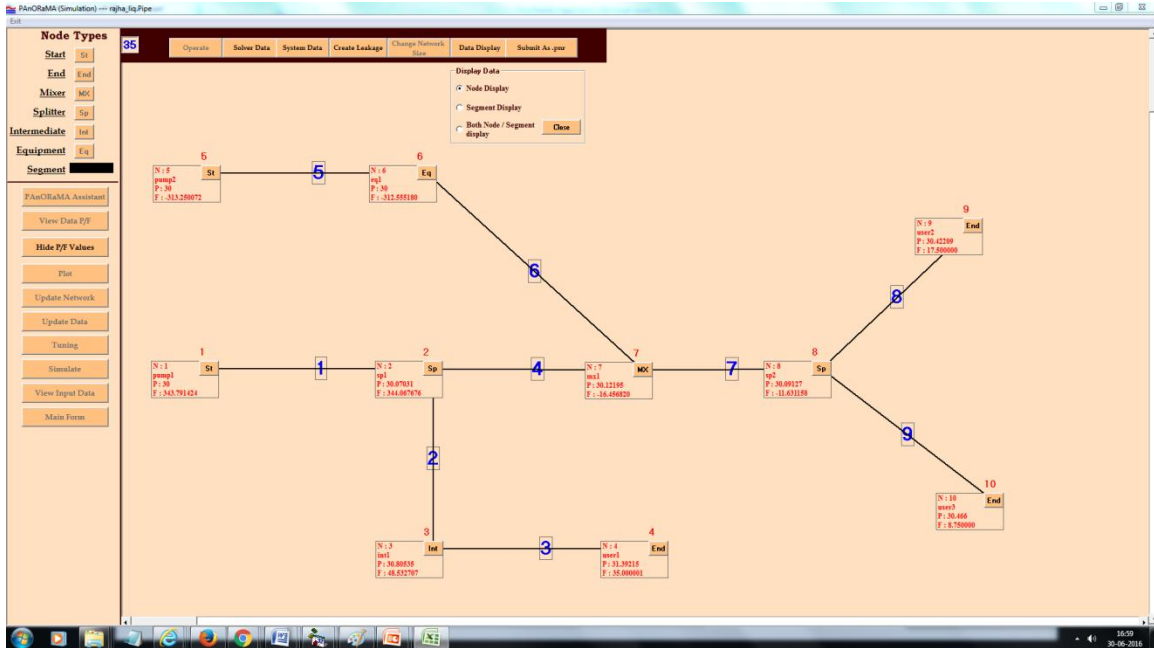 PAnORaMA (Simulation) --- rajha_liq.Pipe
Exit
Node Types
Start St
End End
Mixer MX
Splitter Sp
Intermediate Int
Equipment Eq
Segment
PAnORaMA Assistant
View Data P/F
Hide P/F Values
Plot
Update Network
Update Data
Tuning
Simulate
View Input Data
Main Form
35
Operate
Solver Data
System Data
Create Leakage
Change Network
Size
Data Display
Submit As .pnr
Display Data
Node Display
Segment Display
Both Node / Segment
display
Close
5
N : 5
pump2
P : 30
F : -313.250072
St
5
6
N : 6
eq1
P : 30
F : -312.555180
Eq
6
9
N : 9
user2
P : 30.42209
F : 17.500000
End
8
1
N : 1
pump1
P : 30
F : 343.791424
St
1
2
N : 2
sp1
P : 30.07031
F : 344.067676
Sp
4
7
N : 7
mx1
P : 30.12195
F : -16.456820
MX
7
8
N : 8
sp2
P : 30.09127
F : -11.631150
Sp
9
2
10
N : 10
user3
P : 30.466
F : 8.750000
End
3
N : 3
int1
P : 30.80535
F : 48.532707
Int
3
4
N : 4
user1
P : 31.39215
F : 35.000001
End
16:59
30-06-2016